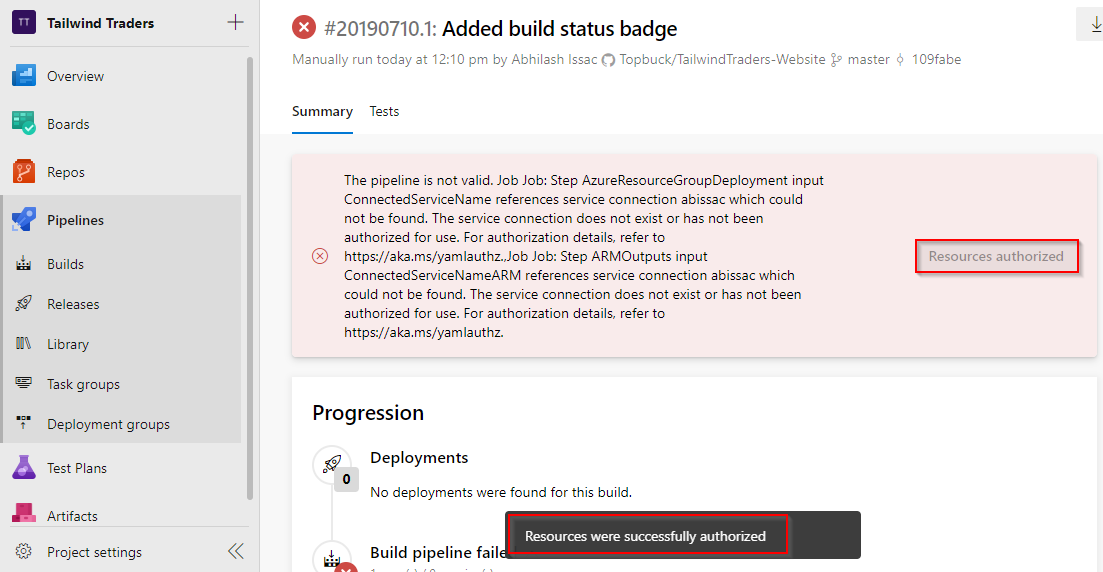 TT
Tailwind Traders
Overview
Boards
Repos
Pipelines
Builds
Releases
Library
Task groups
Deployment groups
Test Plans
Artifacts
Project settings
#20190710.1: Added build status badge
Manually run today at 12:10 pm by Abhilash Issac Topbuck/TailwindTraders-Website master 109fabe
Summary Tests
The pipeline is not valid. Job Job: Step AzureResourceGroupDeployment input
ConnectedServiceName references service connection abissac which could
not be found. The service connection does not exist or has not been
authorized for use. For authorization details, refer to
https://aka.ms/yamlauthz.,Job Job: Step ARMOutputs input
ConnectedServiceNameARM references service connection abissac which
could not be found. The service connection does not exist or has not been
authorized for use. For authorization details, refer to
https://aka.ms/yamlauthz.
Resources authorized
Progression
Deployments
0
No deployments were found for this build.
Resources were successfully authorized
Build pipeline faile